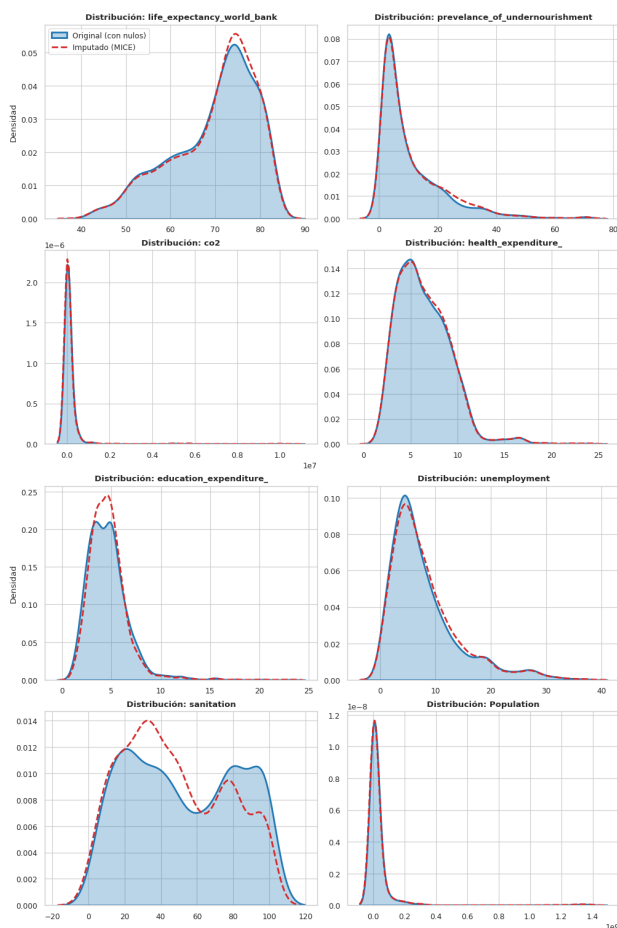 Distribución: life_expectancy_world_bank
Original (con nulos)
Imputado (MICE)
Densidad
0.05
0.04
0.03
0.02
0.01
0.00
40 50 60 70 80 90
Distribución: prevelance_of_undernourishment
0.08
0.07
0.06
0.05
0.04
0.03
0.02
0.01
0.00
0 20 40 60 80
1e-6
Distribución: co2
2.0
1.5
1.0
0.5
0.0
0.0 0.2 0.4 0.6 0.8 1.0
1e7
Distribución: health_expenditure_
0.14
0.12
0.10
0.08
0.06
0.04
0.02
0.00
0 5 10 15 20 25
Distribución: education_expenditure_
Densidad
0.25
0.20
0.15
0.10
0.05
0.00
0 5 10 15 20 25
Distribución: unemployment
0.10
0.08
0.06
0.04
0.02
0.00
0 10 20 30 40
Distribución: sanitation
0.014
0.012
0.010
0.008
0.006
0.004
0.002
0.000
−20 0 20 40 60 80 100 120
1e-8
Distribución: Population
1.2
1.0
0.8
0.6
0.4
0.2
0.0
0.0 0.2 0.4 0.6 0.8 1.0 1.2 1.4